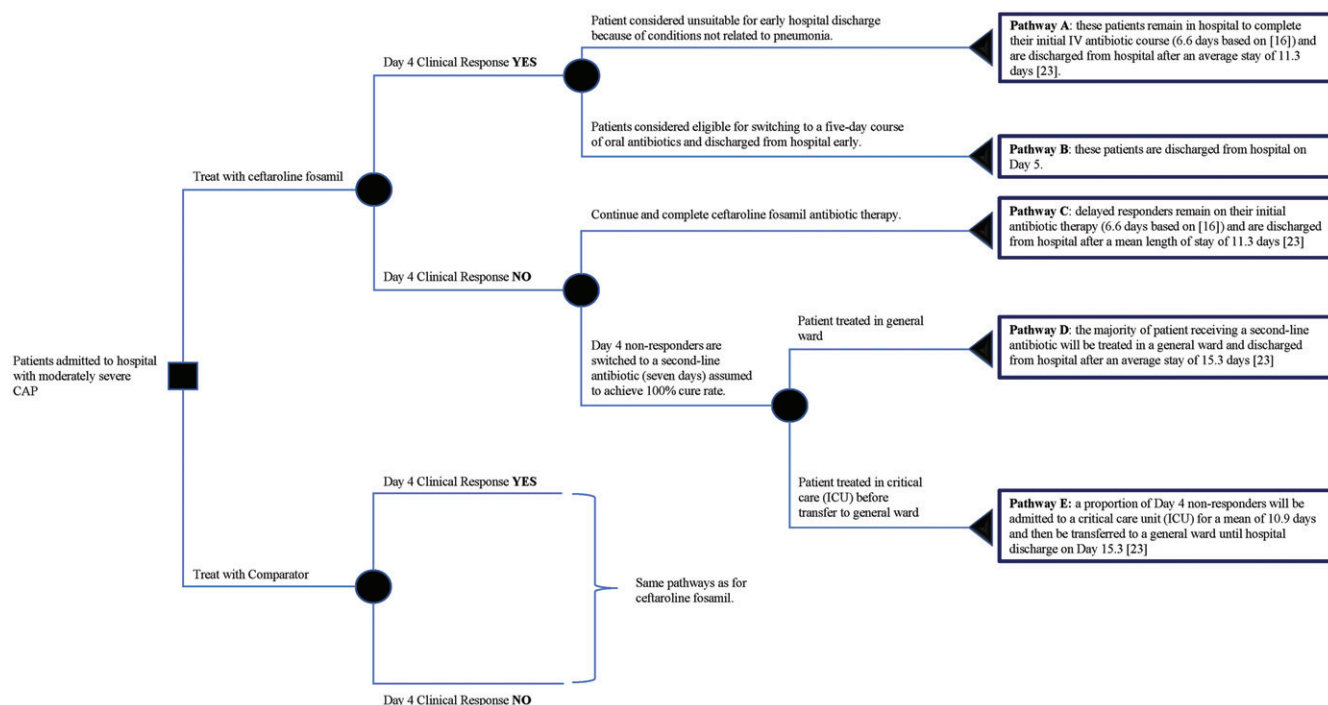 Patient considered unsuitable for early hospital discharge
because of conditions not related to pneumonia.
Pathway A: these patients remain in hospital to complete
their initial IV antibiotic course (6.6 days based on [16]) and
are discharged from hospital after an average stay of 11.3
days [23].
Day 4 Clinical Response YES
Patients considered eligible for switching to a five-day course
of oral antibiotics and discharged from hospital early.
Pathway B: these patients are discharged from hospital on
Day 5.
Treat with ceftaroline fosamil
Continue and complete ceftaroline fosamil antibiotic therapy.
Pathway C: delayed responders remain on their initial
antibiotic therapy (6.6 days based on [16]) and are discharged
from hospital after a mean length of stay of 11.3 days [23]
Day 4 Clinical Response NO
Patient treated in general
ward
Day 4 non-responders are
switched to a second-line
antibiotic (seven days) assumed
to achieve 100% cure rate.
Pathway D: the majority of patient receiving a second-line
antibiotic will be treated in a general ward and discharged
from hospital after an average stay of 15.3 days [23]
Patients admitted to hospital
with moderately severe
CAP
Day 4 Clinical Response YES
Patient treated in critical
care (ICU) before
transfer to general ward
Pathway E: a proportion of Day 4 non-responders will be
admitted to a critical care unit (ICU) for a mean of 10.9 days
and then be transferred to a general ward until hospital
discharge on Day 15.3 [23]
Treat with Comparator
Same pathways as for
ceftaroline fosamil.
Day 4 Clinical Response NO